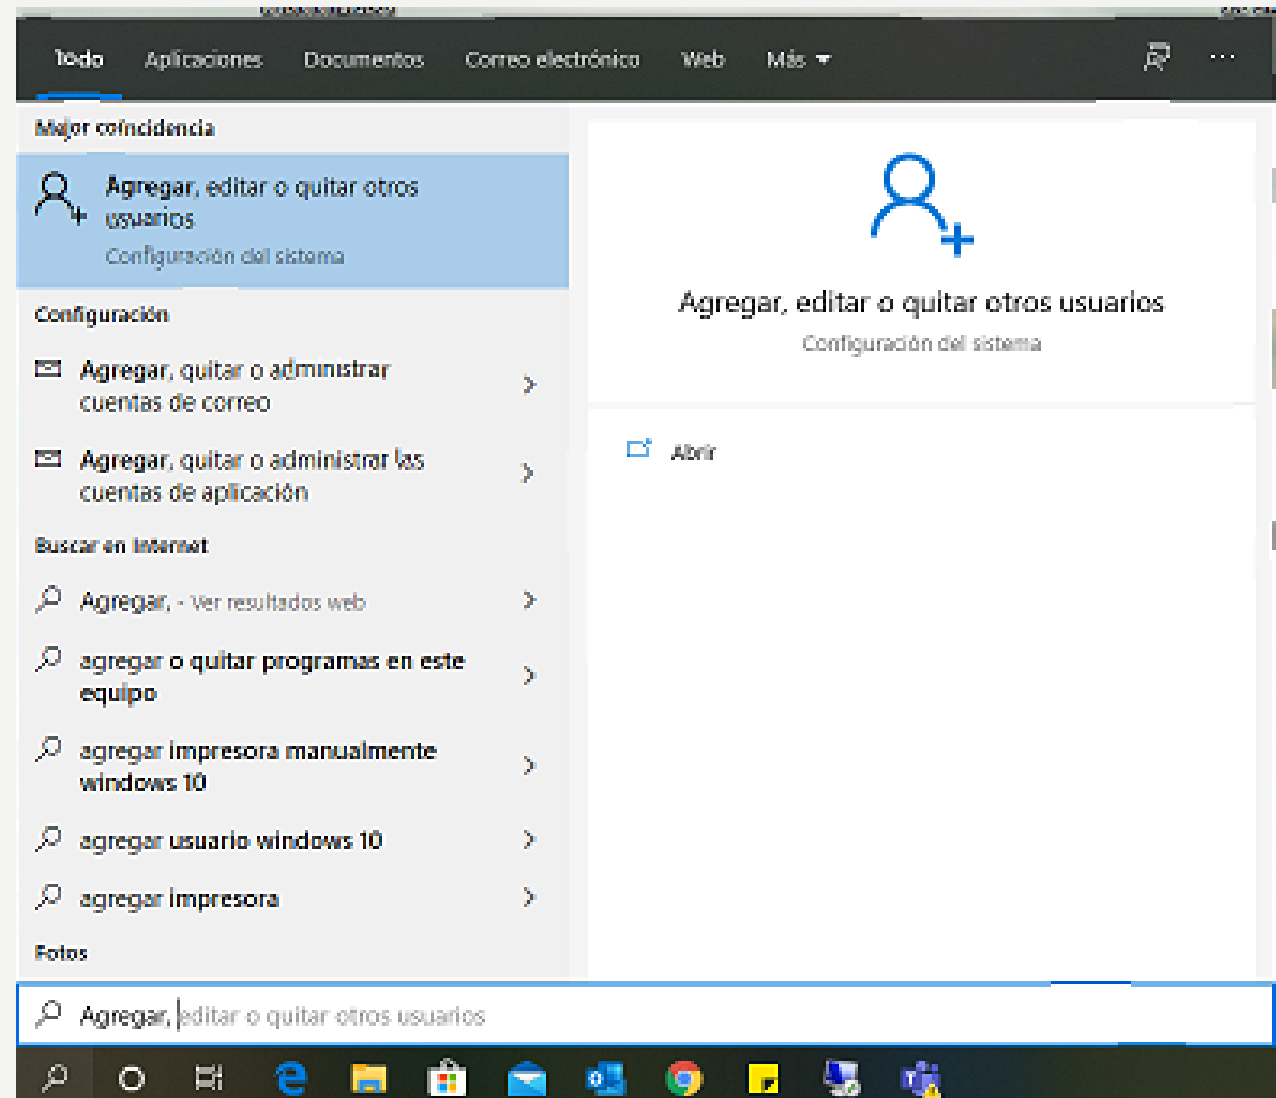 Todo Aplicaciones Documentos Correo electrónico Web Más
Mejor coincidencia
Agregar, editar o quitar otros
usuarios
Configuración del sistema
Configuración
Agregar, quitar o administrar
cuentas de correo
Agregar, quitar o administrar las
cuentas de aplicación
Buscar en Internet
Agregar, - Ver resultados web
agregar o quitar programas en este
equipo
agregar impresora manualmente
windows 10
agregar usuario windows 10
agregar impresora
Fotos
Agregar, editar o quitar otros usuarios
Configuración del sistema
Abrir
Agregar, editar o quitar otros usuarios